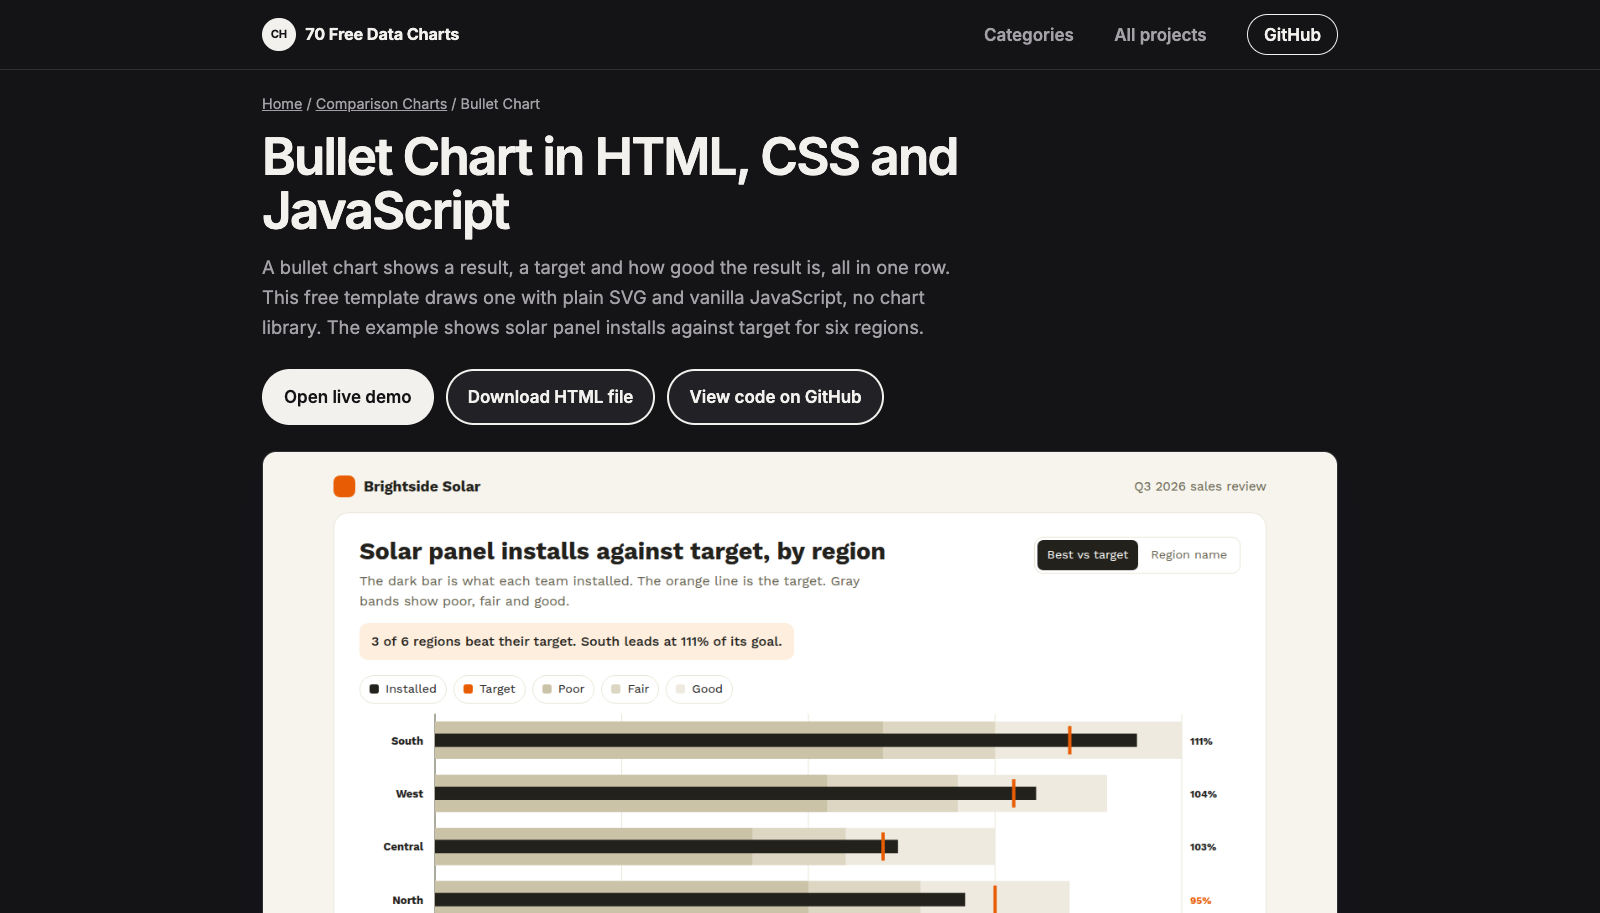 CH 70 Free Data Charts Categories All projects GitHub
Home / Comparison Charts / Bullet Chart
Bullet Chart in HTML, CSS and
JavaScript
A bullet chart shows a result, a target and how good the result is, all in one row.
This free template draws one with plain SVG and vanilla JavaScript, no chart
library. The example shows solar panel installs against target for six regions.
Open live demo Download HTML file View code on GitHub
Brightside Solar Q3 2026 sales review
Solar panel installs against target, by region Best vs target Region name
The dark bar is what each team installed. The orange line is the target. Gray
bands show poor, fair and good.
3 of 6 regions beat their target. South leads at 111% of its goal.
Installed Target Poor Fair Good
South 111%
West 104%
Central 103%
North 95%